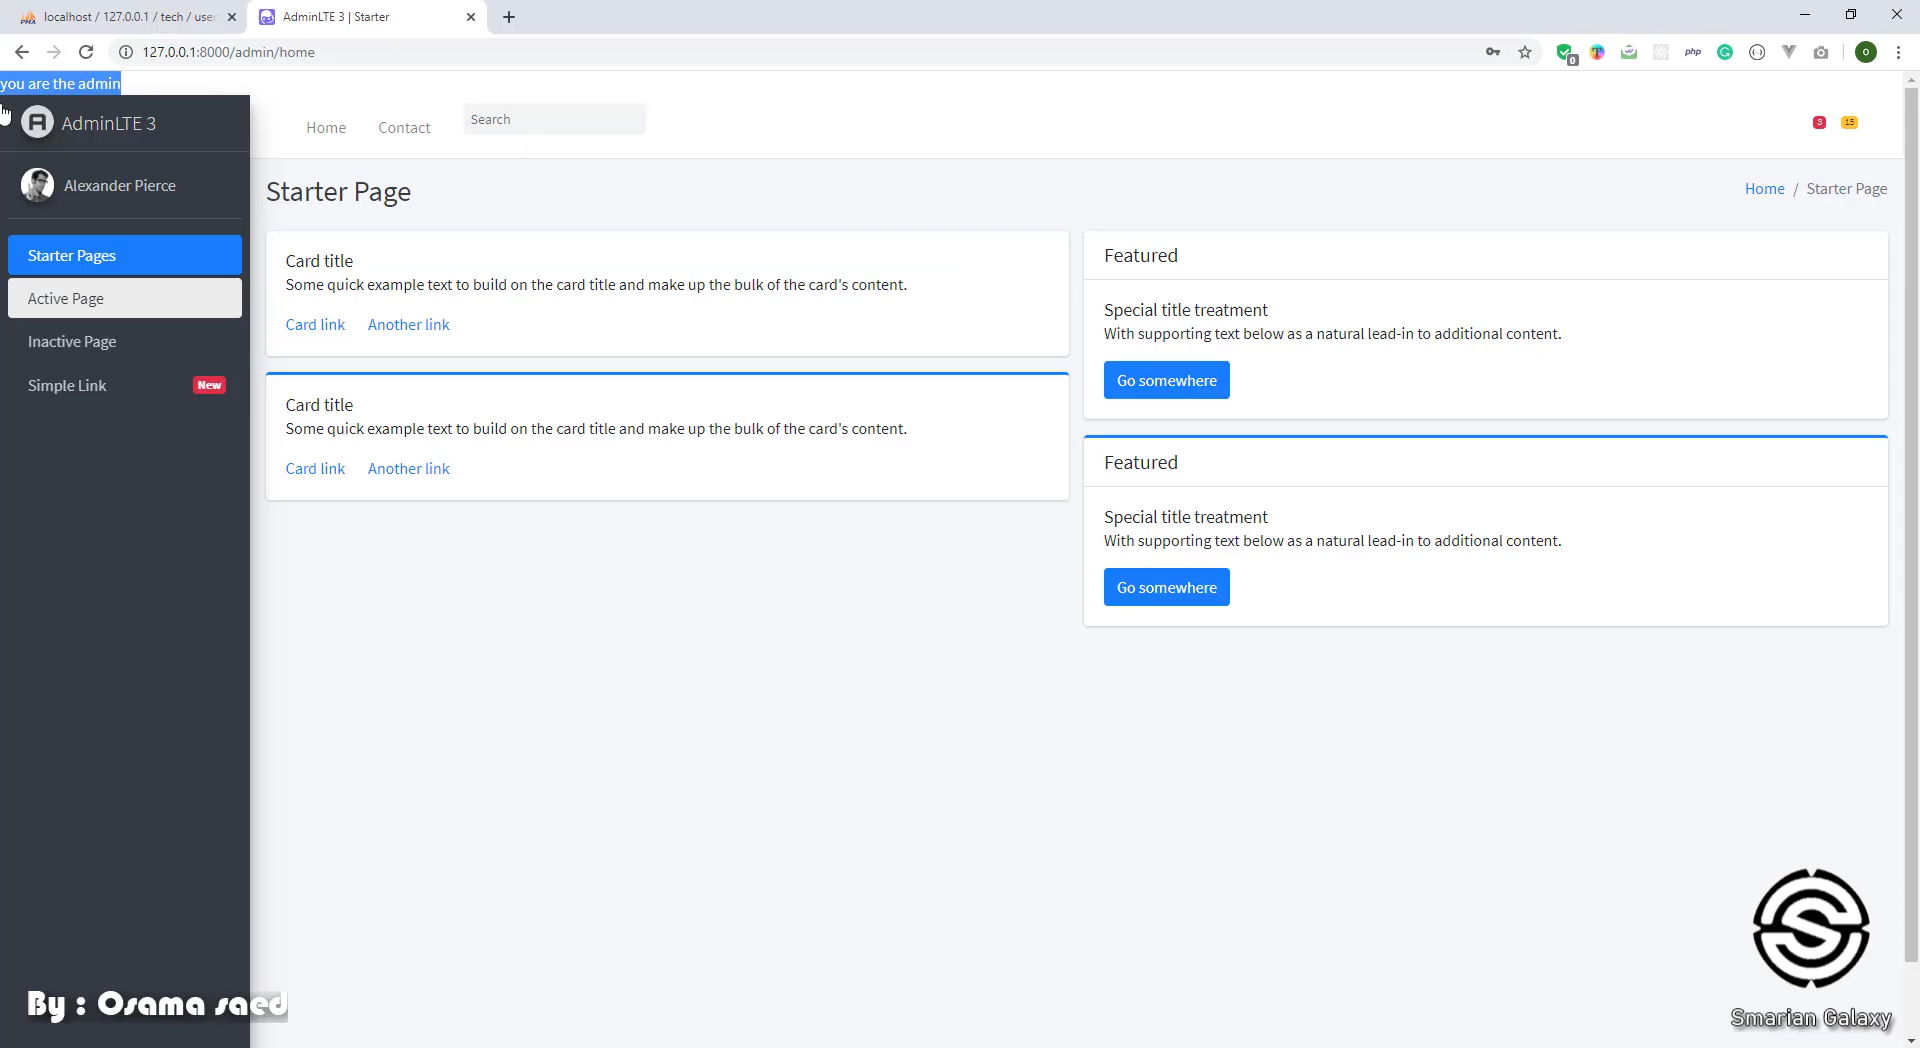 localhost / 127.0.0.1 / tech / user
AdminLTE 3 | Starter
127.0.0.1:8000/admin/home
0
php
o
you are the admin
AdminLTE 3
Home
Contact
Search
3
15
Alexander Pierce
Starter Page
Home / Starter Page
Starter Pages
Active Page
Inactive Page
Simple Link
New
Card title
Some quick example text to build on the card title and make up the bulk of the card's content.
Card link
Another link
Card title
Some quick example text to build on the card title and make up the bulk of the card's content.
Card link
Another link
Featured
Special title treatment
With supporting text below as a natural lead-in to additional content.
Go somewhere
Featured
Special title treatment
With supporting text below as a natural lead-in to additional content.
Go somewhere
By : Osama saed
Smarian Galaxy